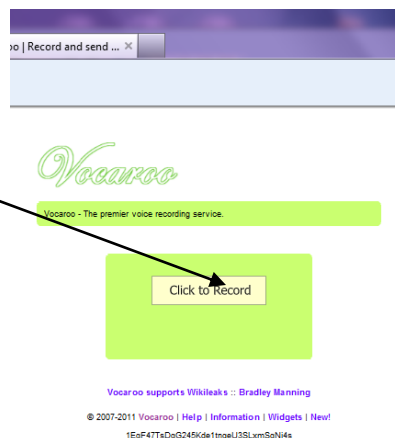 oo | Record and send ... ×
Vocaroo
Vocaroo - The premier voice recording service.
Click to Record
Vocaroo supports Wikileaks :: Bradley Manning
© 2007-2011 Vocaroo | Help | Information | Widgets | New!